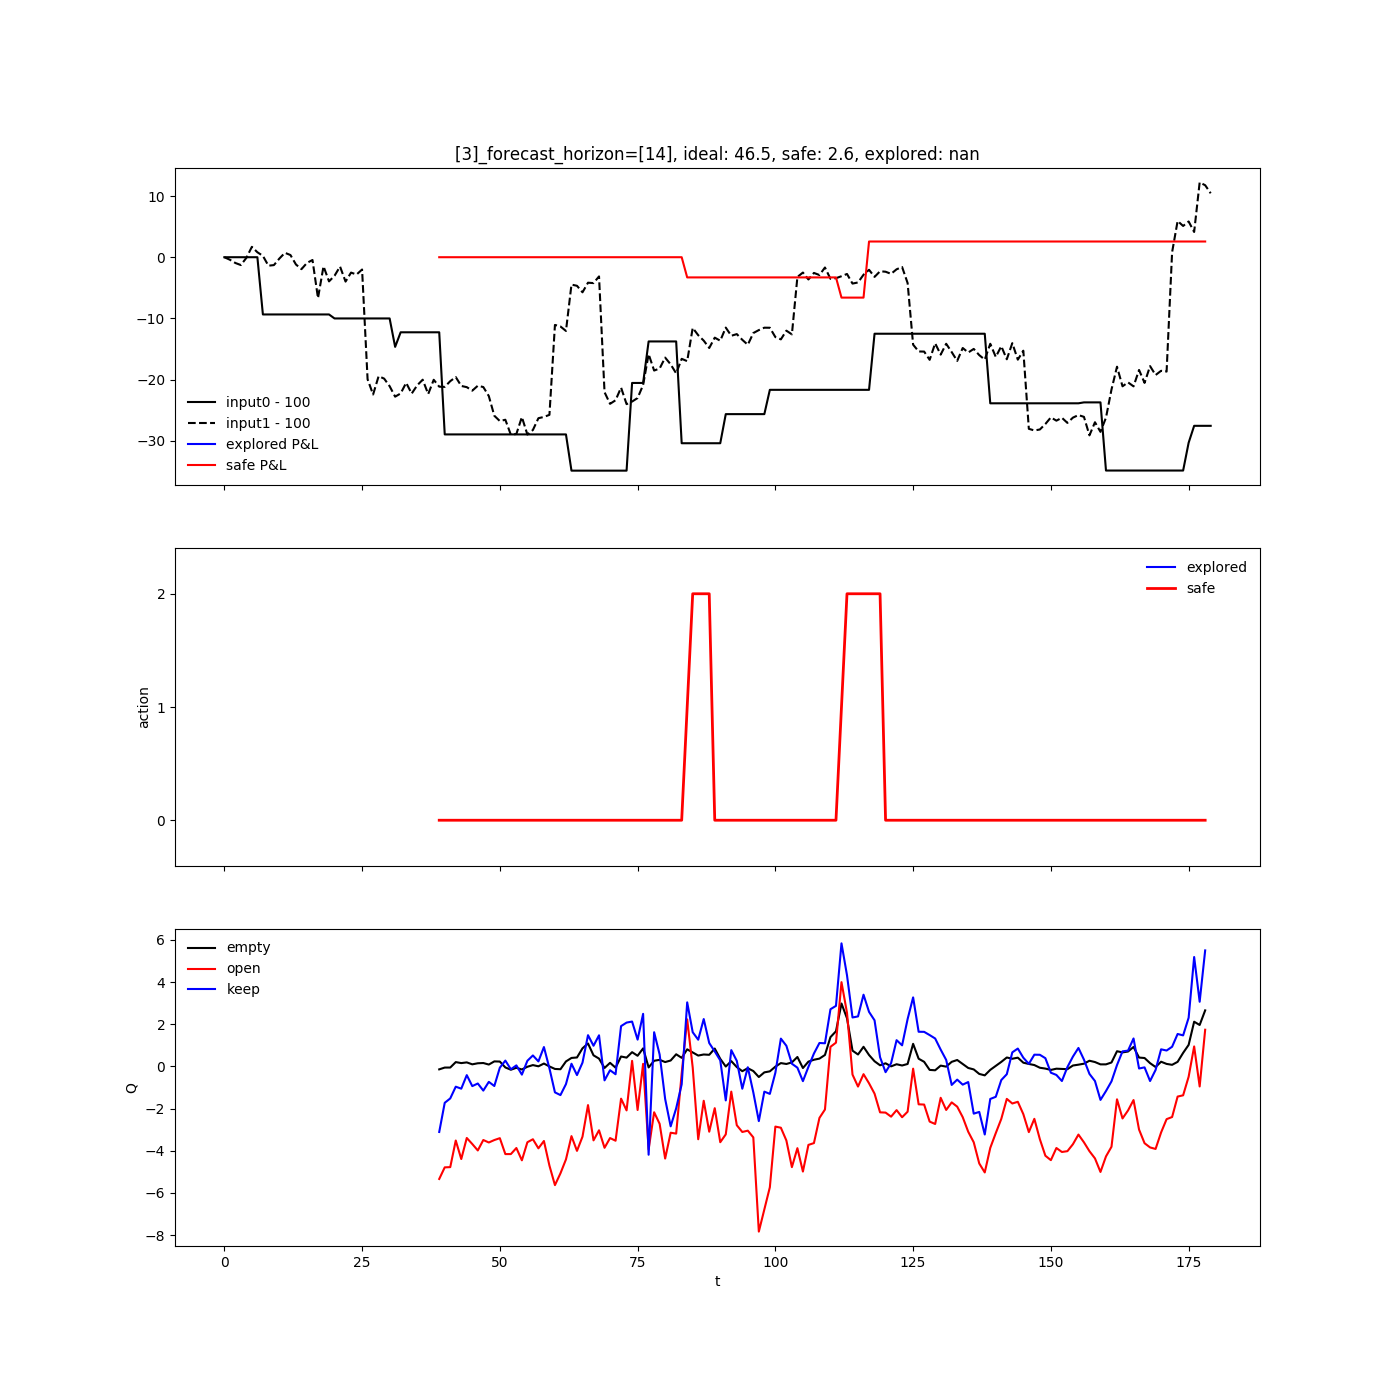 [3]_forecast_horizon=[14], ideal: 46.5, safe: 2.6, explored: nan
10
0
−10
−20
−30
input0 - 100
input1 - 100
explored P&L
safe P&L
2
1
0
action
explored
safe
6
4
2
0
−2
−4
−6
−8
Q
empty
open
keep
0
25
50
75
100
125
150
175
t